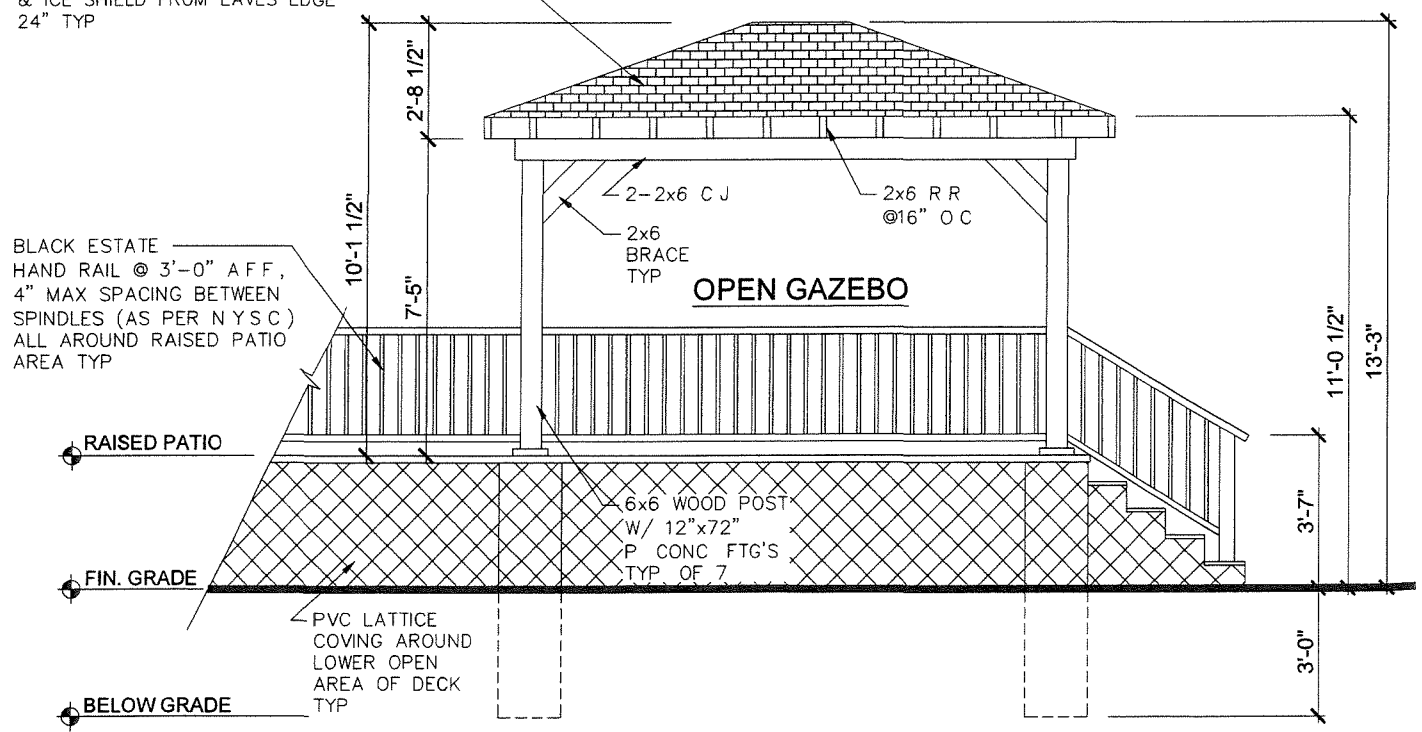 & ICE SHIELD FROM EAVES EDGE
24" TYP
2'-8 1/2"
10'-1 1/2"
7'-5"
2--2x6 C J
2x6 R R
@16" O C
2x6
BRACE
TYP
OPEN GAZEBO
BLACK ESTATE
HAND RAIL @ 3'-0" A F F,
4" MAX SPACING BETWEEN
SPINDLES (AS PER N Y S C)
ALL AROUND RAISED PATIO
AREA TYP
11'-0 1/2"
13'-3"
RAISED PATIO
6x6 WOOD POST
W/ 12"x72"
P CONC FTG'S
TYP OF 7
3'-7"
FIN. GRADE
PVC LATTICE
COVING AROUND
LOWER OPEN
AREA OF DECK
TYP
3'-0"
BELOW GRADE